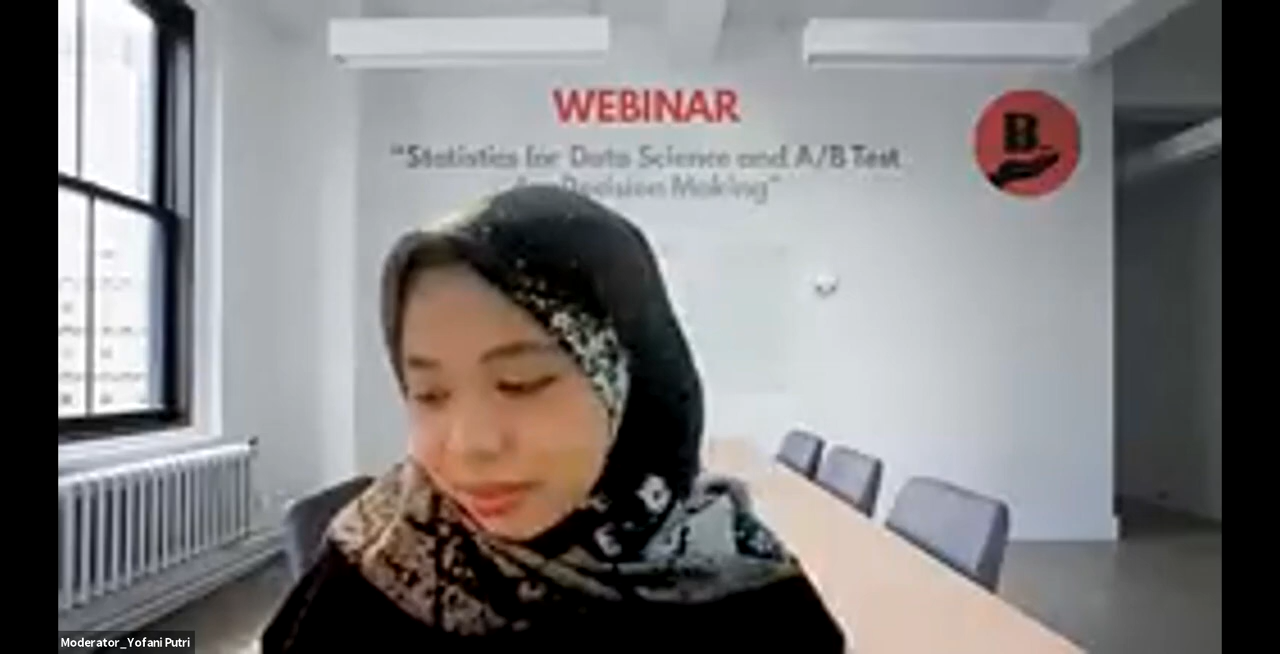 WEBINAR
"Statistics for Data Science and A/B Test
Decision Making"
B.
Moderator_Yofani Putri